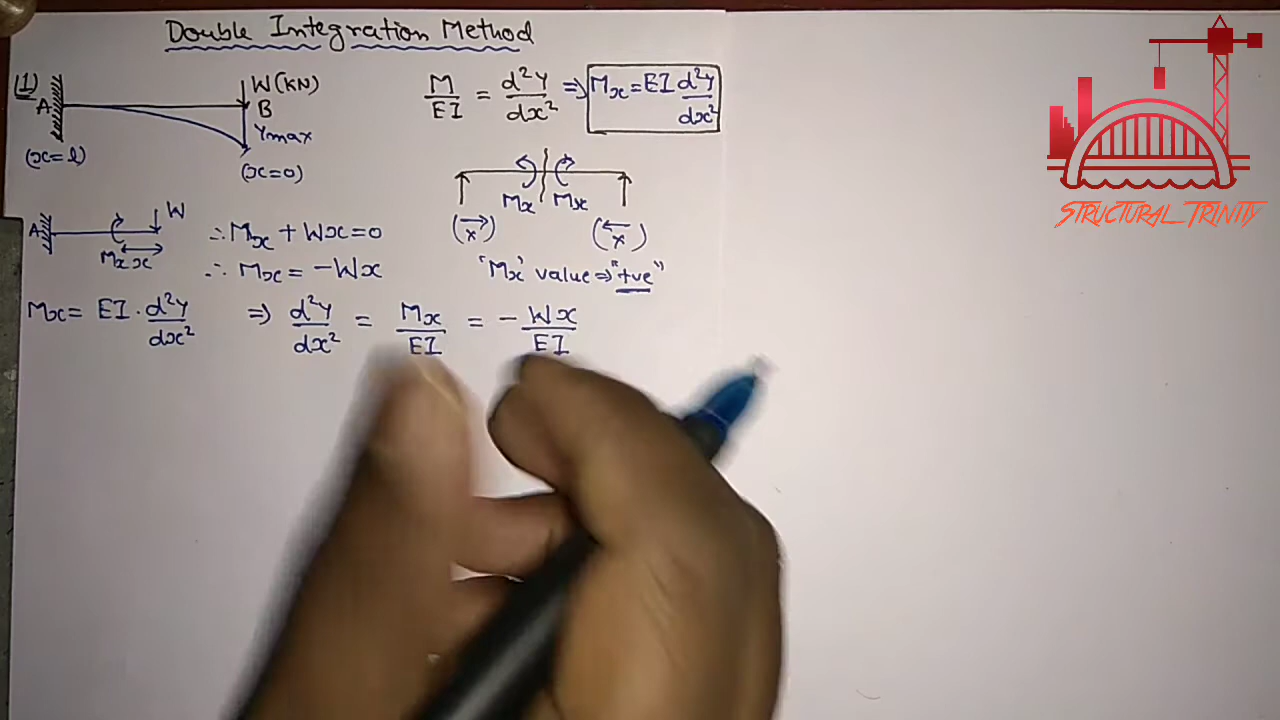 Double Integration Method
(1)
W(KN)
A
B
Ymax
(x=l)
(x=0)
M/EI = d²y/dx² ⇒ Mx = EI d²y/dx²
Mx Mx
(→x) (←x)
"Mx" value ⇒ "+ve"
A
W
Mx x
∴ Mx + Wx = 0
∴ Mx = -Wx
Mx = EI · d²y/dx² ⇒ d²y/dx² = Mx/EI = - Wx/EI
STRUCTURAL_TRINITY